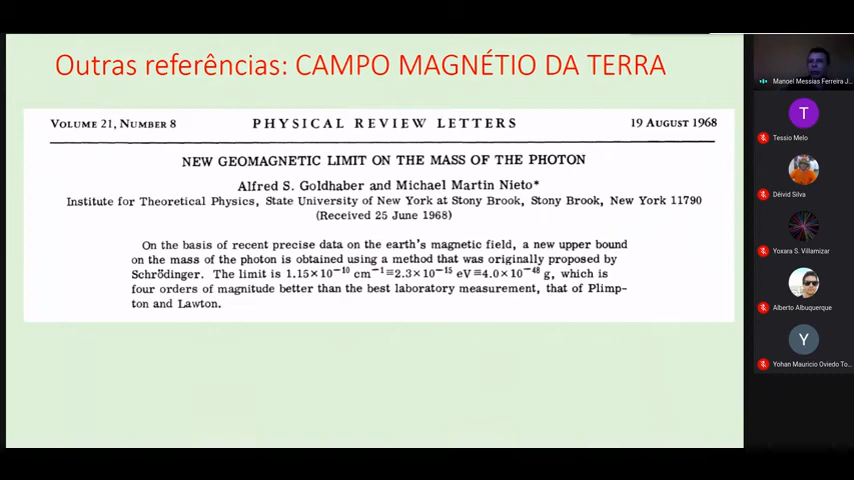 Outras referências: CAMPO MAGNÉTIO DA TERRA
VOLUME 21, NUMBER 8 PHYSICAL REVIEW LETTERS 19 AUGUST 1968
NEW GEOMAGNETIC LIMIT ON THE MASS OF THE PHOTON
Alfred S. Goldhaber and Michael Martin Nieto*
Institute for Theoretical Physics, State University of New York at Stony Brook, Stony Brook, New York 11790
(Received 25 June 1968)
On the basis of recent precise data on the earth's magnetic field, a new upper bound
on the mass of the photon is obtained using a method that was originally proposed by
Schrödinger. The limit is 1.15×10⁻¹⁰ cm⁻¹≡2.3×10⁻¹⁵ eV≡4.0×10⁻⁴⁸ g, which is
four orders of magnitude better than the best laboratory measurement, that of Plimp-
ton and Lawton.
Manoel Messias Ferreira J...
T
Tessio Melo
Déivid Silva
Yoxara S. Villamizar
Alberto Albuquerque
Y
Yohan Mauricio Oviedo To...